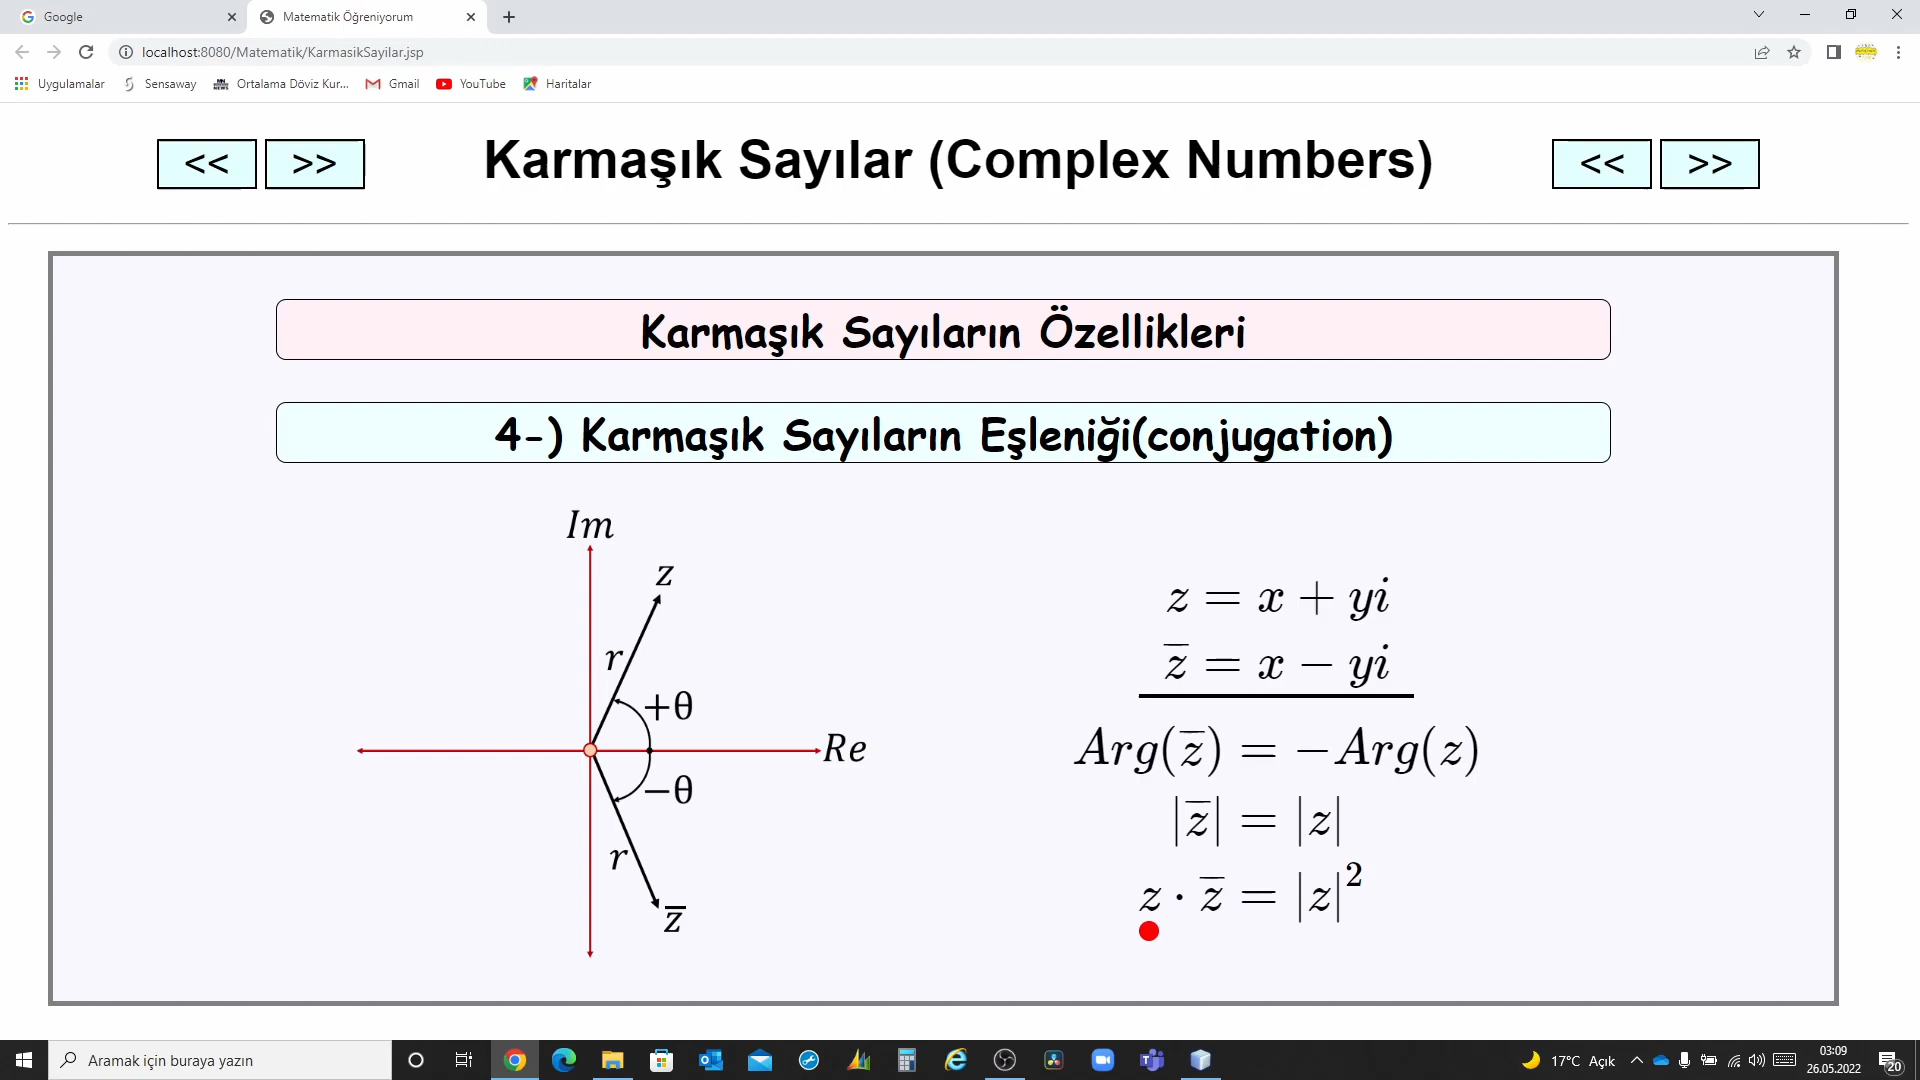 Google
Matematik Öğreniyorum
localhost:8080/Matematik/KarmasikSayilar.jsp
Uygulamalar
Sensaway
Ortalama Döviz Kur...
Gmail
YouTube
Haritalar
<< >>
Karmaşık Sayılar (Complex Numbers)
<< >>
Karmaşık Sayıların Özellikleri
4-) Karmaşık Sayıların Eşleniği(conjugation)
Im
z
r
+θ
Re
−θ
r
z̅
z = x + yi
z̅ = x − yi
Arg(z̅) = −Arg(z)
|z̅| = |z|
z · z̅ = |z|²
Aramak için buraya yazın
17°C Açık
03:09
26.05.2022
20